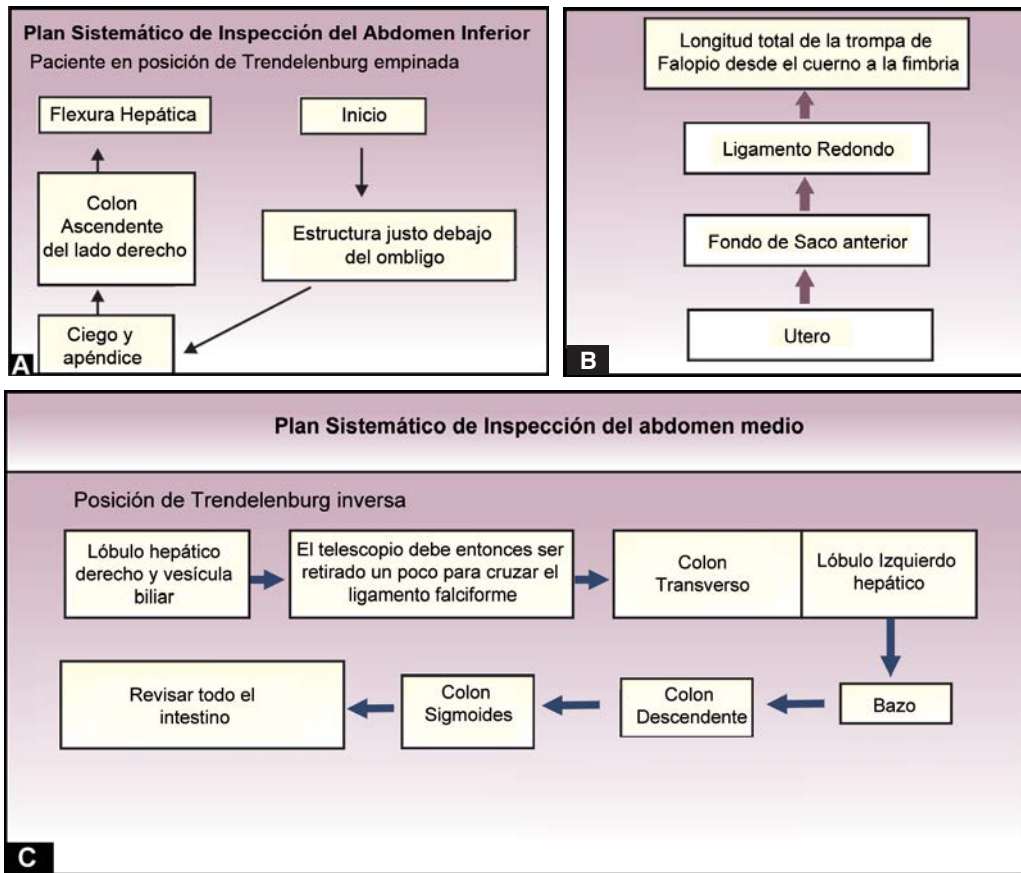 Plan Sistemático de Inspección del Abdomen Inferior
Paciente en posición de Trendelenburg empinada
Flexura Hepática
Inicio
Colon
Ascendente
del lado derecho
Estructura justo debajo
del ombligo
Ciego y
apéndice
A
Longitud total de la trompa de
Falopio desde el cuerno a la fimbria
Ligamento Redondo
Fondo de Saco anterior
Utero
B
Plan Sistemático de Inspección del abdomen medio
Posición de Trendelenburg inversa
Lóbulo hepático
derecho y vesícula
biliar
El telescopio debe entonces ser
retirado un poco para cruzar el
ligamento falciforme
Colon
Transverso
Lóbulo Izquierdo
hepático
Bazo
Colon
Descendente
Colon
Sigmoides
Revisar todo el
intestino
C